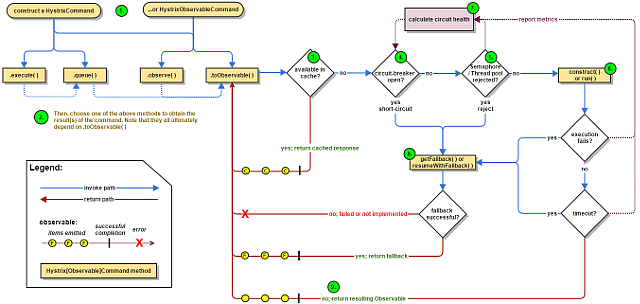 construct a HystrixCommand
1.
...or HystrixObservableCommand
7.
calculate circuit health
report metrics
.execute( )
.queue( )
.observe( )
.toObservable( )
3.
available in
cache?
no
4.
circuit-breaker
open?
no
5.
Semaphore
/ Thread pool
rejected?
no
6.
construct( )
or run( )
2.
Then, choose one of the above methods to obtain the
result(s) of the command. Note that they all ultimately
depend on .toObservable( )
yes
short-circuit
yes
reject
yes
execution
fails?
no
yes; return cached response
8.
getFallback( ) or
resumeWithFallback( )
Legend:
invoke path
return path
observable:
items emitted
successful
completion
error
Hystrix[Observable]Command method
no; failed or not implemented
fallback
successful?
yes
timeout?
yes; return fallback
9.
no; return resulting Observable